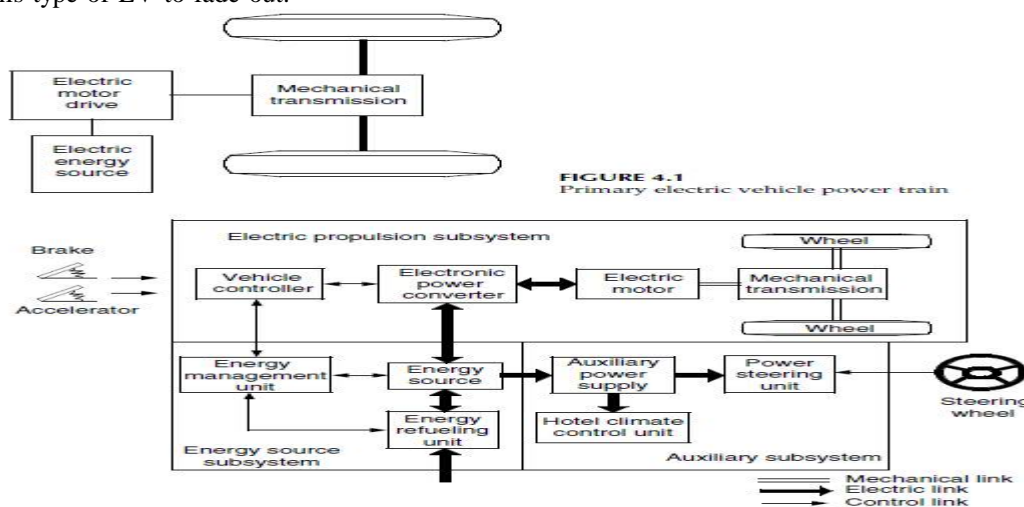 his type of EV to fade out.
Electric
motor
drive
Mechanical
transmission
Electric
energy
source
FIGURE 4.1
Primary electric vehicle power train
Electric propulsion subsystem
Wheel
Brake
Accelerator
Vehicle
controller
Electronic
power
converter
Electric
motor
Mechanical
transmission
Wheel
Energy
management
unit
Energy
source
Auxiliary
power
supply
Power
steering
unit
Steering
wheel
Energy
refueling
unit
Hotel climate
control unit
Energy source
subsystem
Auxiliary subsystem
Mechanical link
Electric link
Control link